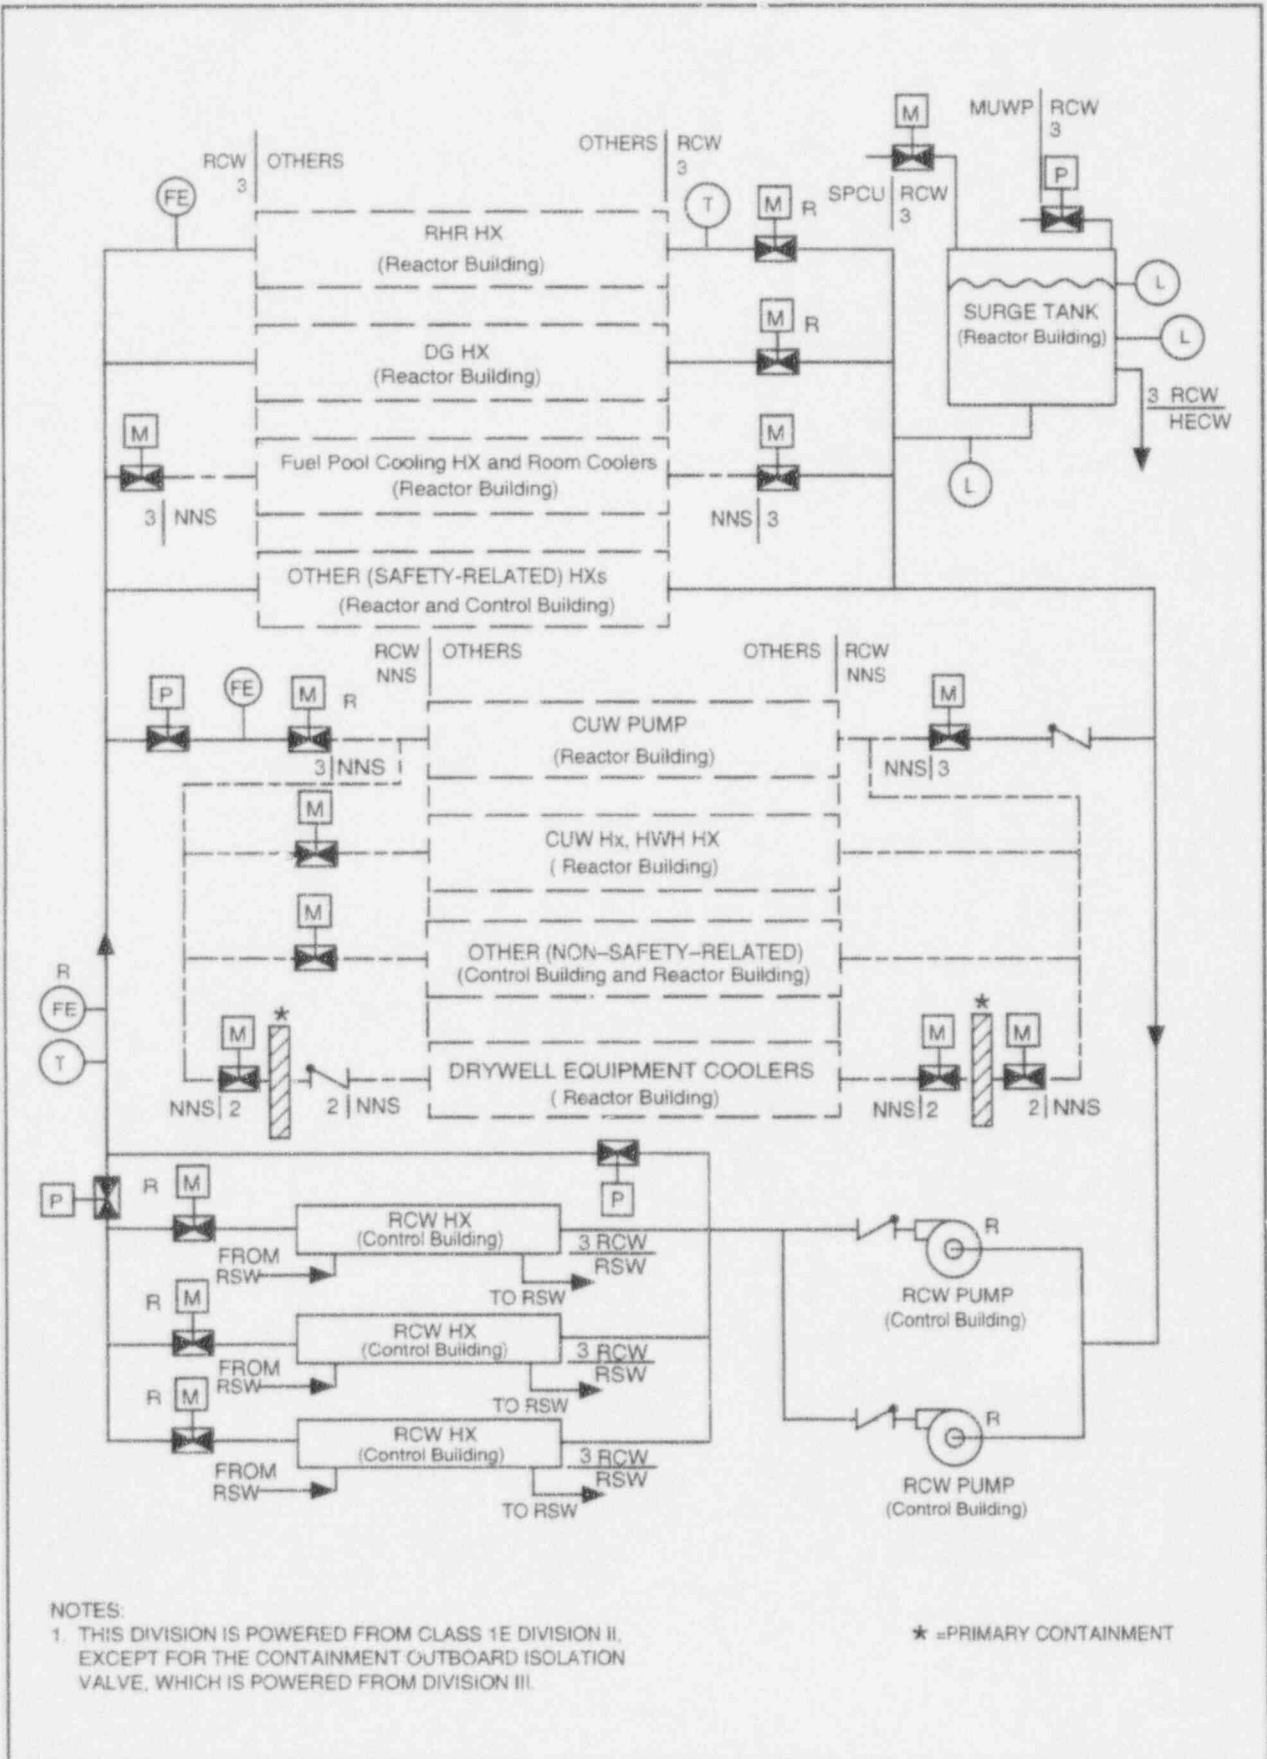 M
MUWP RCW
3
OTHERS RCW
3
RCW OTHERS
3
P
FE
T
M R
SPCU RCW
3
RHR HX
(Reactor Building)
L
M R
SURGE TANK
(Reactor Building)
L
DG HX
(Reactor Building)
3 RCW
HECW
M
M
Fuel Pool Cooling HX and Room Coolers
(Reactor Building)
L
3 NNS
NNS 3
OTHER (SAFETY-RELATED) HXs
(Reactor and Control Building)
RCW OTHERS
NNS
OTHERS RCW
NNS
P
FE
M R
M
CUW PUMP
(Reactor Building)
3 NNS
NNS 3
M
CUW Hx, HWH HX
( Reactor Building)
M
OTHER (NON-SAFETY-RELATED)
(Control Building and Reactor Building)
R
FE
*
*
M
M
M
T
DRYWELL EQUIPMENT COOLERS
( Reactor Building)
NNS 2
2 NNS
NNS 2
2 NNS
P
R M
P
RCW HX
(Control Building)
3 RCW
RSW
FROM
RSW
TO RSW
R
RCW PUMP
(Control Building)
R M
RCW HX
(Control Building)
3 RCW
RSW
FROM
RSW
TO RSW
R M
RCW HX
(Control Building)
3 RCW
RSW
FROM
RSW
TO RSW
R
RCW PUMP
(Control Building)
NOTES:
1. THIS DIVISION IS POWERED FROM CLASS 1E DIVISION II,
EXCEPT FOR THE CONTAINMENT OUTBOARD ISOLATION
VALVE, WHICH IS POWERED FROM DIVISION III.
* =PRIMARY CONTAINMENT